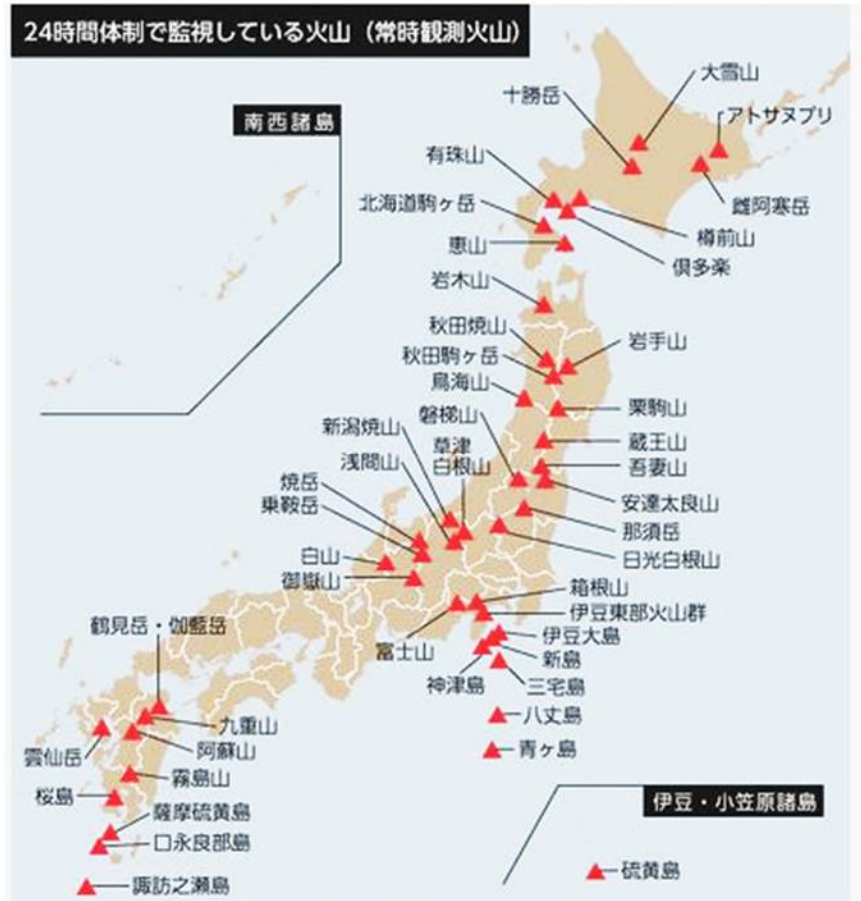 24時間体制で監視している火山（常時観測火山）
南西諸島
大雪山
十勝岳
アトサヌプリ
有珠山
雌阿寒岳
北海道駒ヶ岳
樽前山
恵山
倶多楽
岩木山
秋田焼山
岩手山
秋田駒ヶ岳
鳥海山
栗駒山
磐梯山
新潟焼山
蔵王山
草津
白根山
浅間山
吾妻山
焼岳
安達太良山
乗鞍岳
那須岳
白山
日光白根山
御嶽山
箱根山
伊豆東部火山群
鶴見岳・伽藍岳
伊豆大島
富士山
新島
神津島
三宅島
八丈島
九重山
青ヶ島
雲仙岳
阿蘇山
霧島山
桜島
伊豆・小笠原諸島
薩摩硫黄島
口永良部島
硫黄島
諏訪之瀬島